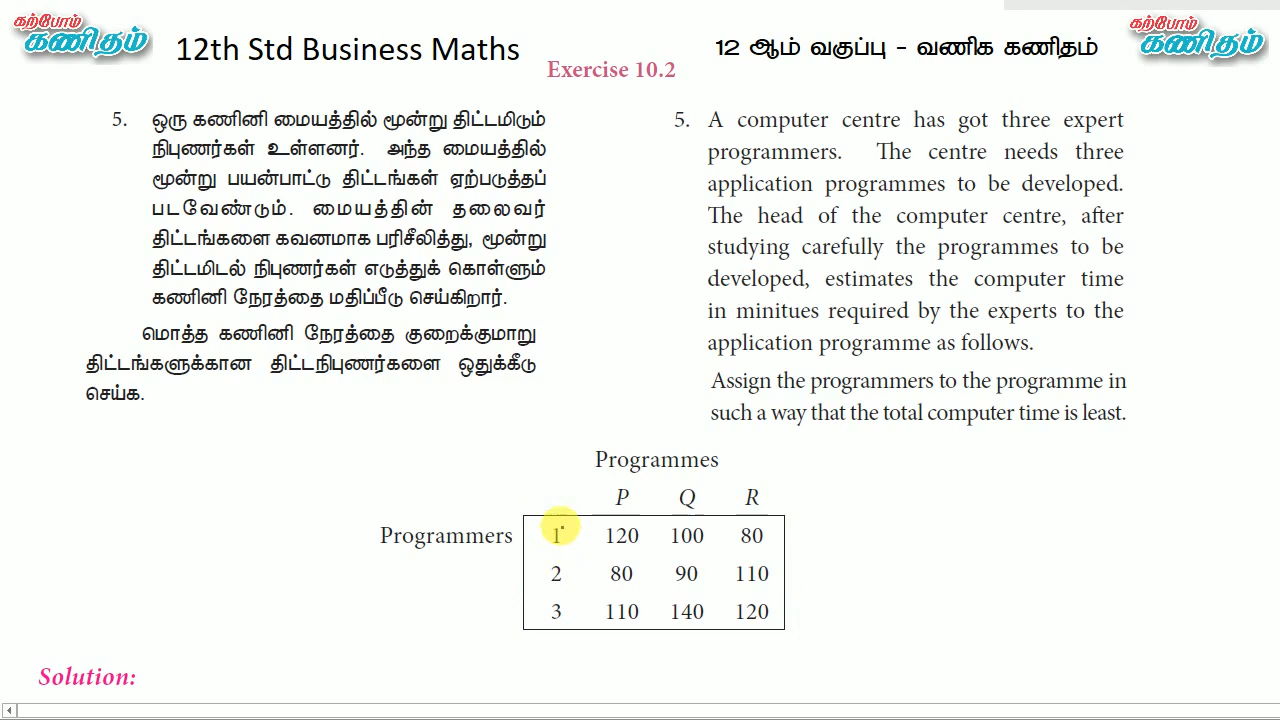 கற்போம்
கணிதம்
12th Std Business Maths
Exercise 10.2
12 ஆம் வகுப்பு - வணிக கணிதம்
கற்போம்
கணிதம்
5. ஒரு கணினி மையத்தில் மூன்று திட்டமிடும்
நிபுணர்கள் உள்ளனர். அந்த மையத்தில்
மூன்று பயன்பாட்டு திட்டங்கள் ஏற்படுத்தப்
படவேண்டும். மையத்தின் தலைவர்
திட்டங்களை கவனமாக பரிசீலித்து, மூன்று
திட்டமிடல் நிபுணர்கள் எடுத்துக் கொள்ளும்
கணினி நேரத்தை மதிப்பீடு செய்கிறார்.
மொத்த கணினி நேரத்தை குறைக்குமாறு
திட்டங்களுக்கான திட்டநிபுணர்களை ஒதுக்கீடு
செய்க.
5. A computer centre has got three expert
programmers. The centre needs three
application programmes to be developed.
The head of the computer centre, after
studying carefully the programmes to be
developed, estimates the computer time
in minitues required by the experts to the
application programme as follows.
Assign the programmers to the programme in
such a way that the total computer time is least.
Programmes
P Q R
Programmers 1 120 100 80
2 80 90 110
3 110 140 120
Solution: